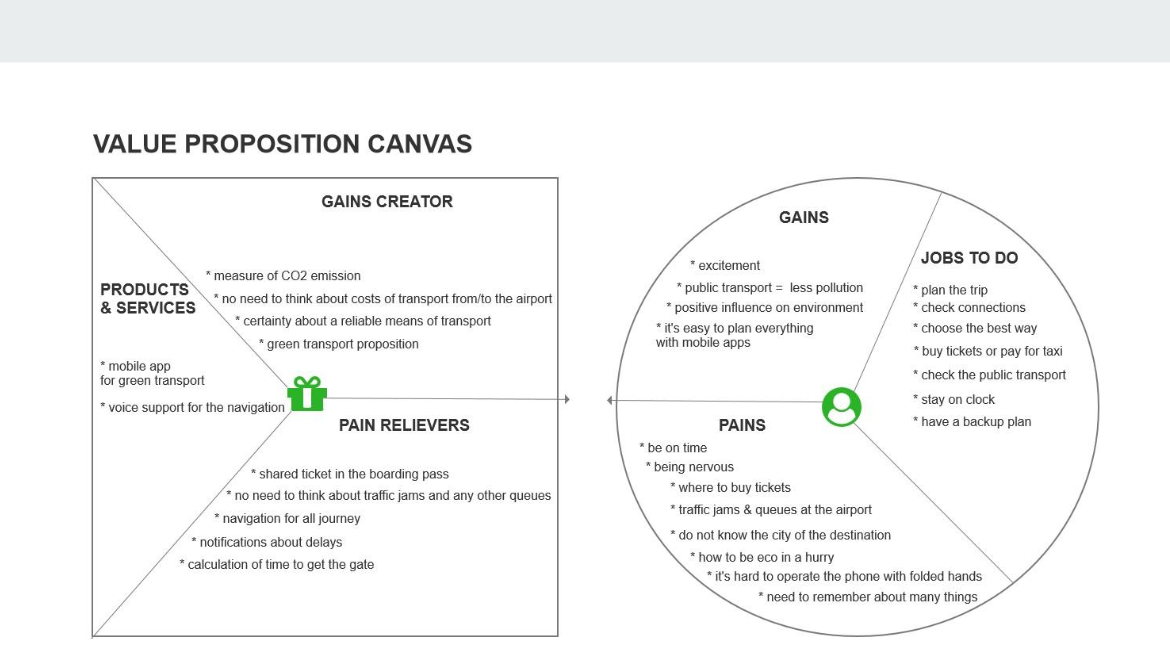 VALUE PROPOSITION CANVAS
GAINS CREATOR
* measure of CO2 emission
* no need to think about costs of transport from/to the airport
* certainty about a reliable means of transport
* green transport proposition
PRODUCTS
& SERVICES
* mobile app
for green transport
* voice support for the navigation
PAIN RELIEVERS
* shared ticket in the boarding pass
* no need to think about traffic jams and any other queues
* navigation for all journey
* notifications about delays
* calculation of time to get the gate
GAINS
* excitement
* public transport = less pollution
* positive influence on environment
* it's easy to plan everything
with mobile apps
JOBS TO DO
* plan the trip
* check connections
* choose the best way
* buy tickets or pay for taxi
* check the public transport
* stay on clock
* have a backup plan
PAINS
* be on time
* being nervous
* where to buy tickets
* traffic jams & queues at the airport
* do not know the city of the destination
* how to be eco in a hurry
* it's hard to operate the phone with folded hands
* need to remember about many things